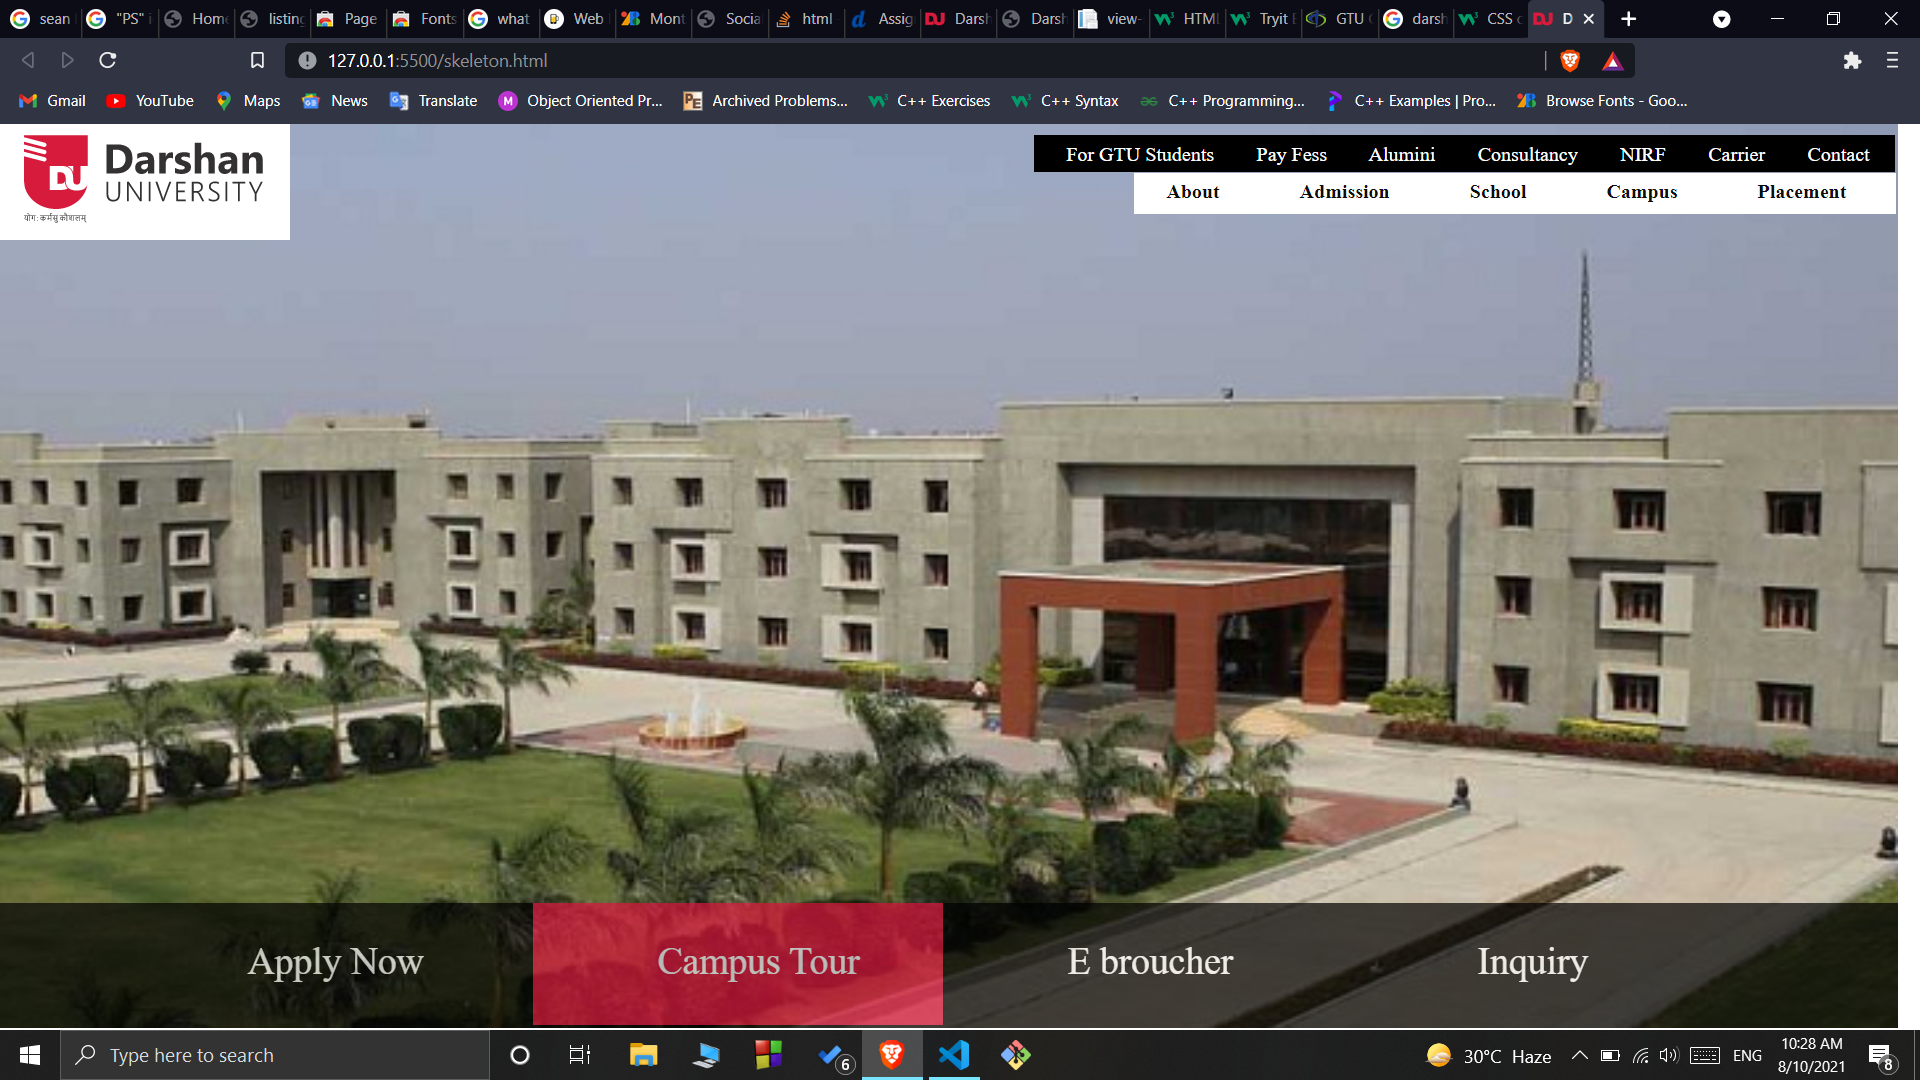 sean
"PS" i
Home
listing
Page
Fonts
what
Web
Mont
Socia
html
Assig
Darsh
Darsh
view-
HTML
Tryit E
GTU
darsh
CSS
D
127.0.0.1:5500/skeleton.html
Gmail
YouTube
Maps
News
Translate
M
Object Oriented Pr...
PE
Archived Problems...
C++ Exercises
C++ Syntax
C++ Programming...
C++ Examples | Pro...
Browse Fonts - Goo...
DU
Darshan
UNIVERSITY
योगः कर्मसु कौशलम्
For GTU Students Pay Fess Alumini Consultancy NIRF Carrier Contact
About Admission School Campus Placement
Apply Now Campus Tour E broucher Inquiry
Type here to search
6
30°C Haze
ENG
10:28 AM
8/10/2021
8